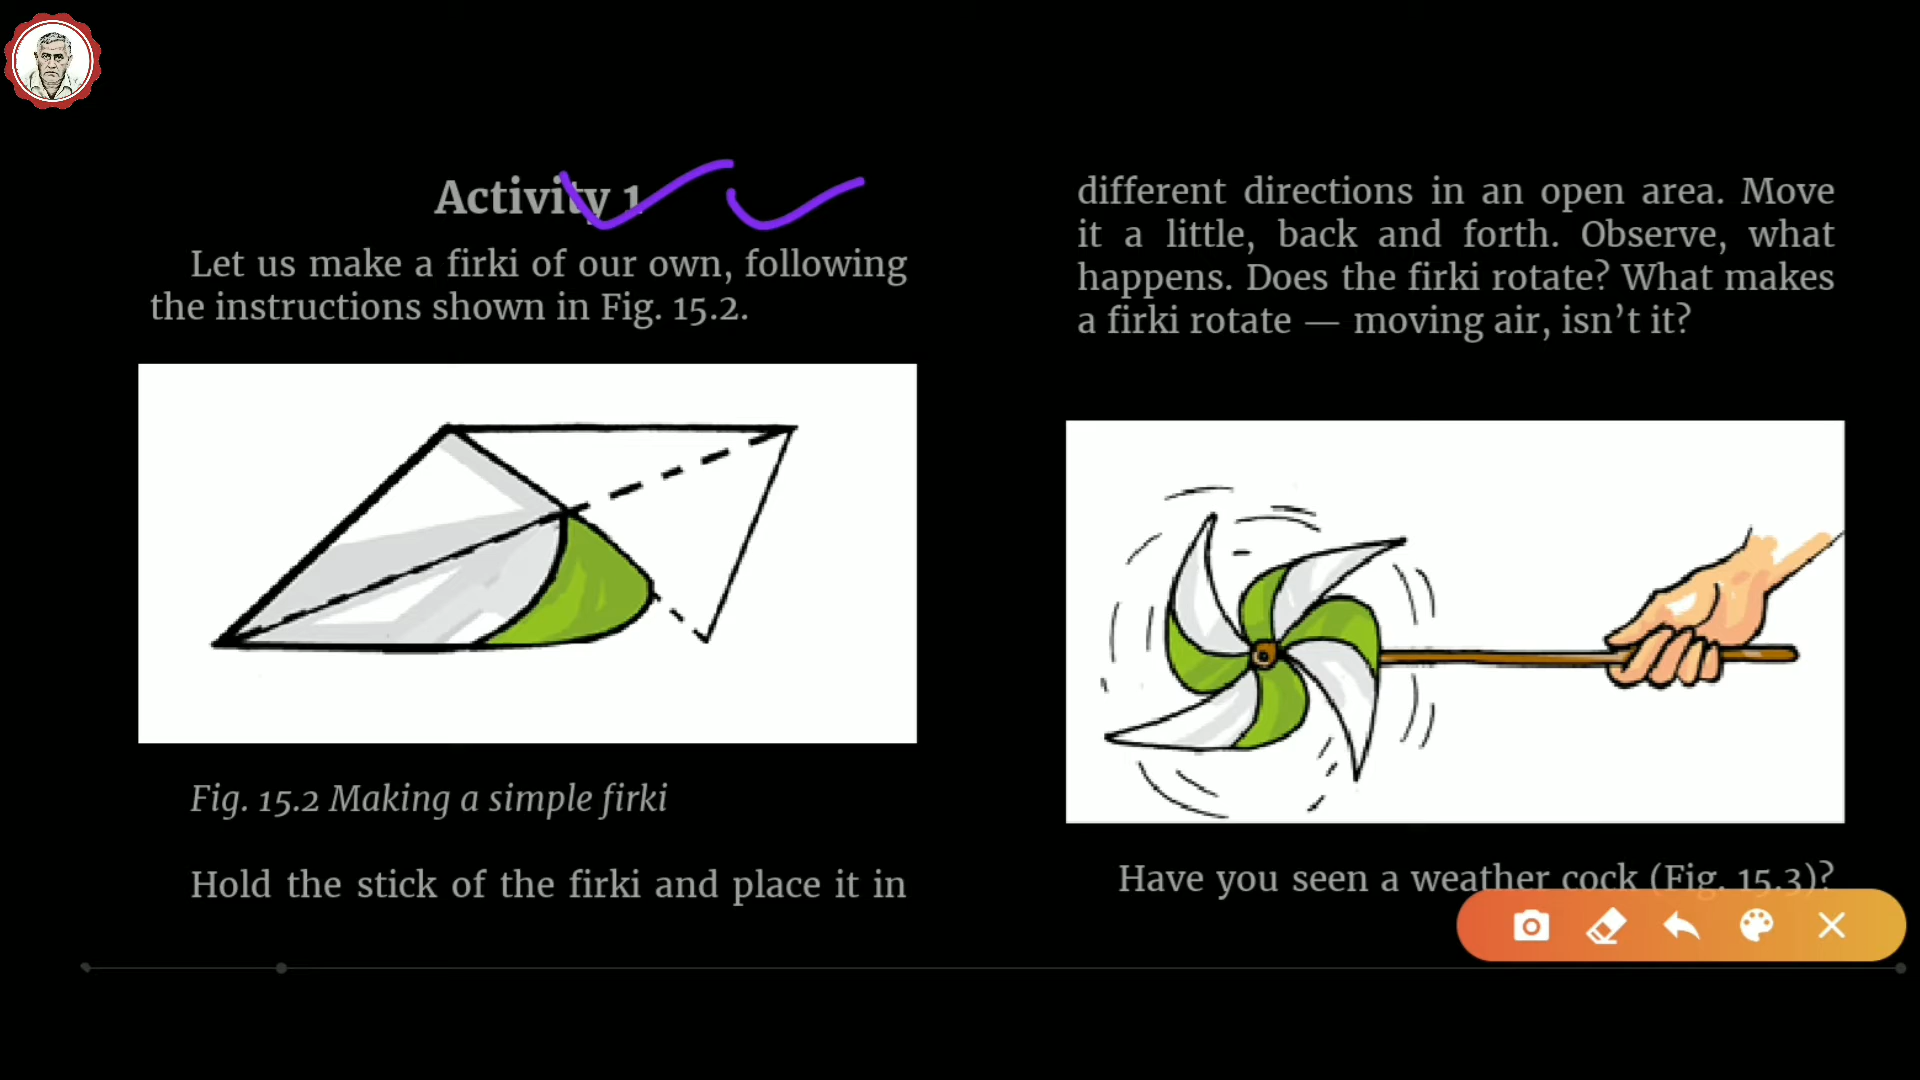 Activity 1
Let us make a firki of our own, following
the instructions shown in Fig. 15.2.
Fig. 15.2 Making a simple firki
Hold the stick of the firki and place it in
different directions in an open area. Move
it a little, back and forth. Observe, what
happens. Does the firki rotate? What makes
a firki rotate — moving air, isn’t it?
Have you seen a weather cock (Fig. 15.3)?